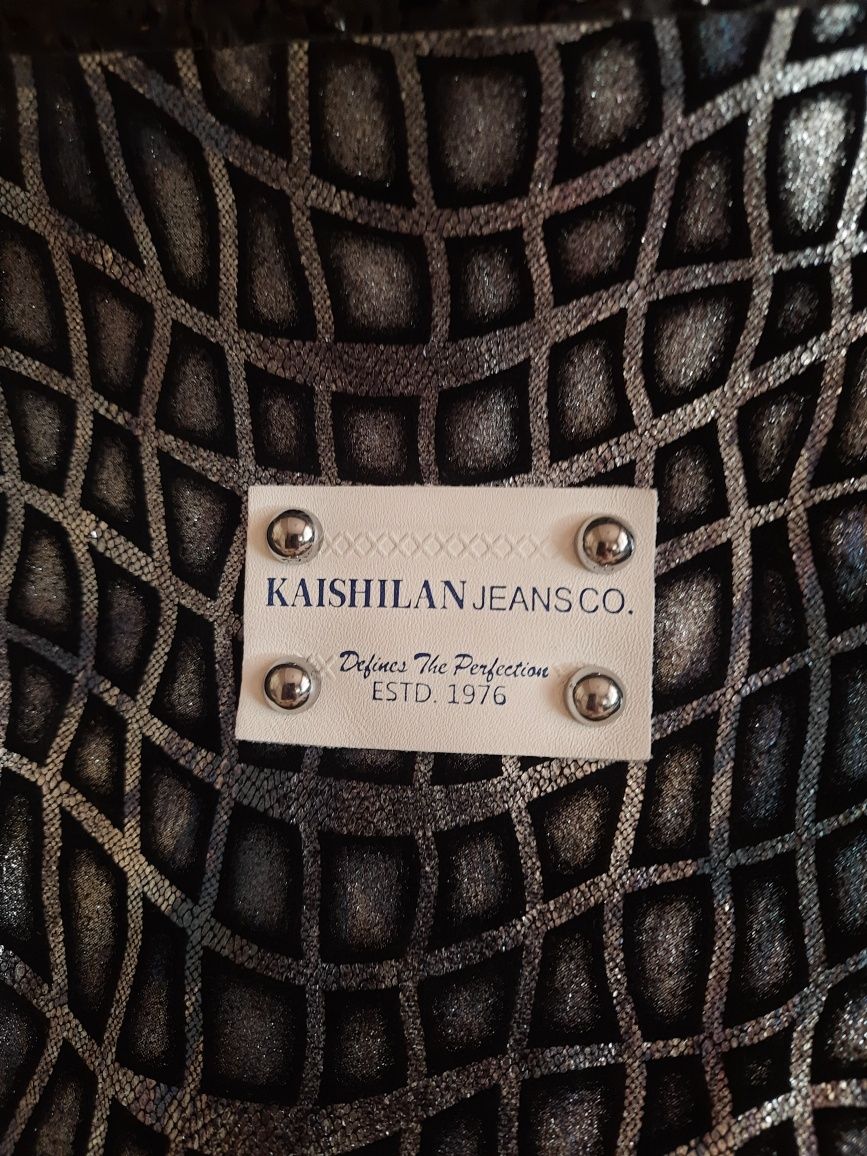 KAISHILAN JEANS CO.
Defines The Perfection
ESTD. 1976